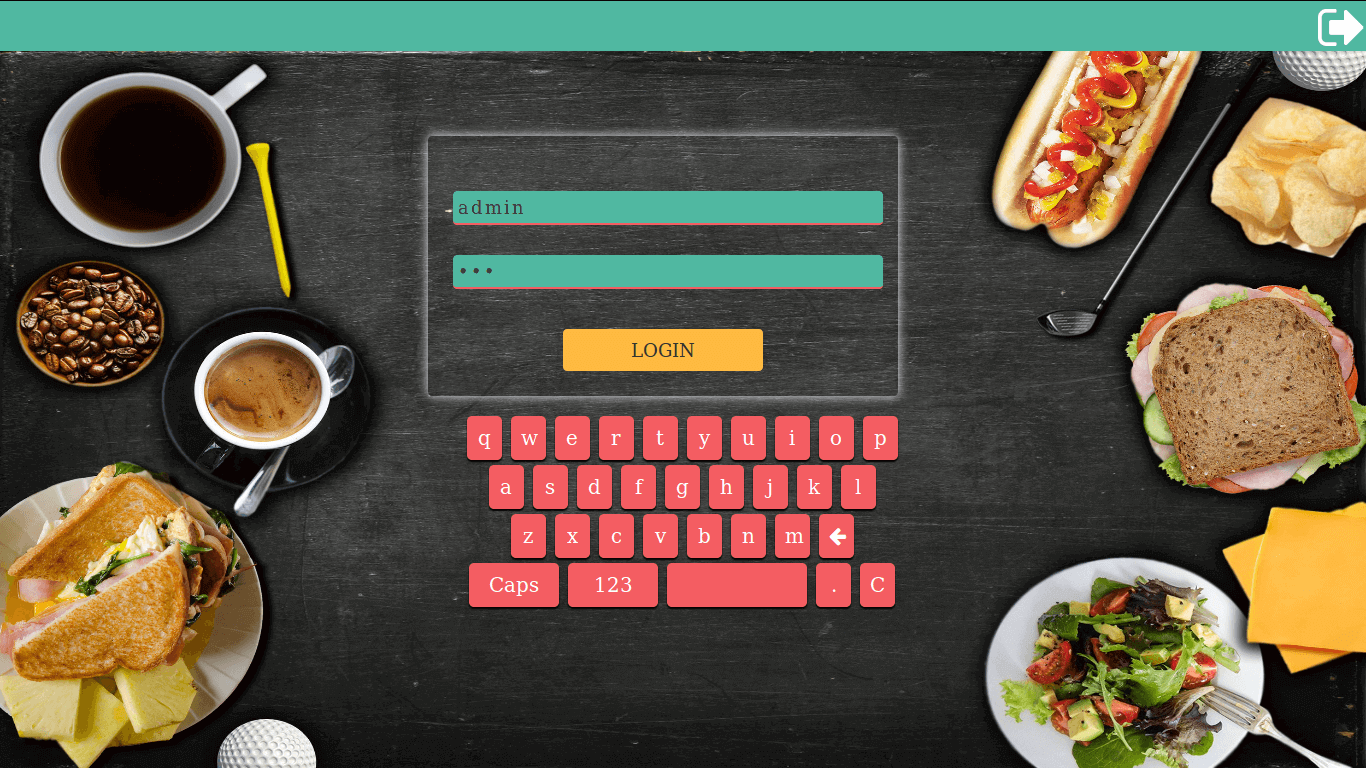 admin
•••
LOGIN
q w e r t y u i o p
a s d f g h j k l
z x c v b n m
Caps 123 . C